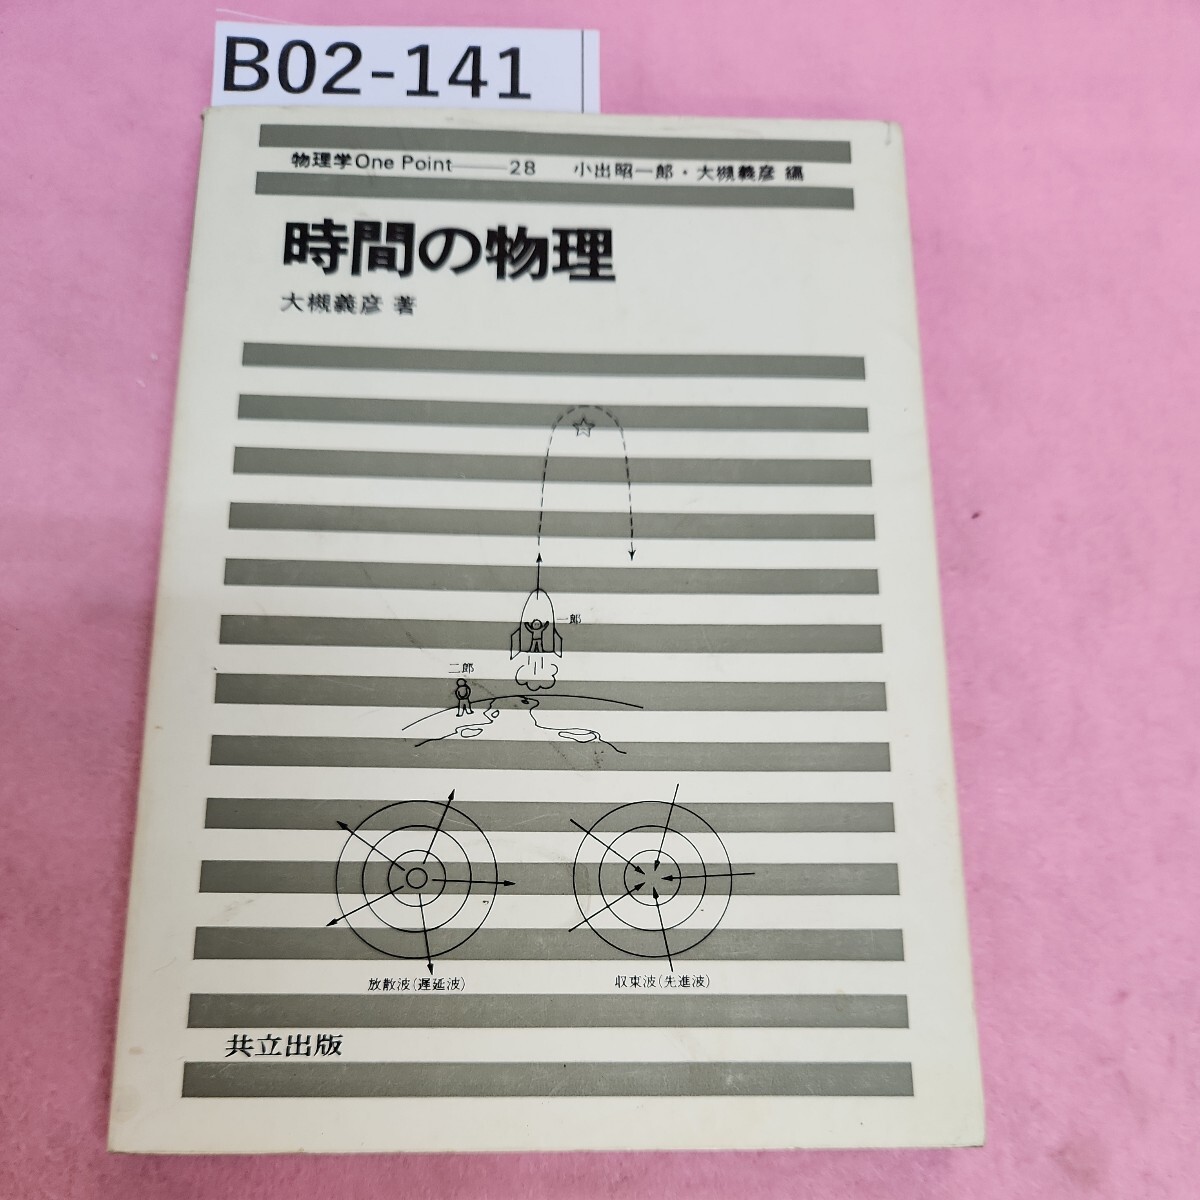 B02-141
物理学One Point——28 小出昭一郎・大槻義彦 編
時間の物理
大槻義彦 著
一郎
二郎
放散波(遅延波)
収束波(先進波)
共立出版